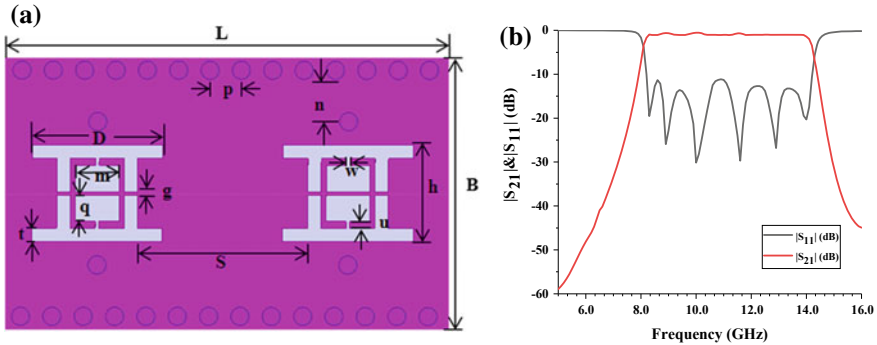 (a)
L
p
n
D
m
w
g
h
B
q
u
t
S
(b)
0
-10
-20
-30
-40
-50
-60
|S21|&|S11| (dB)
|S11| (dB)
|S21| (dB)
6.0 8.0 10.0 12.0 14.0 16.0
Frequency (GHz)